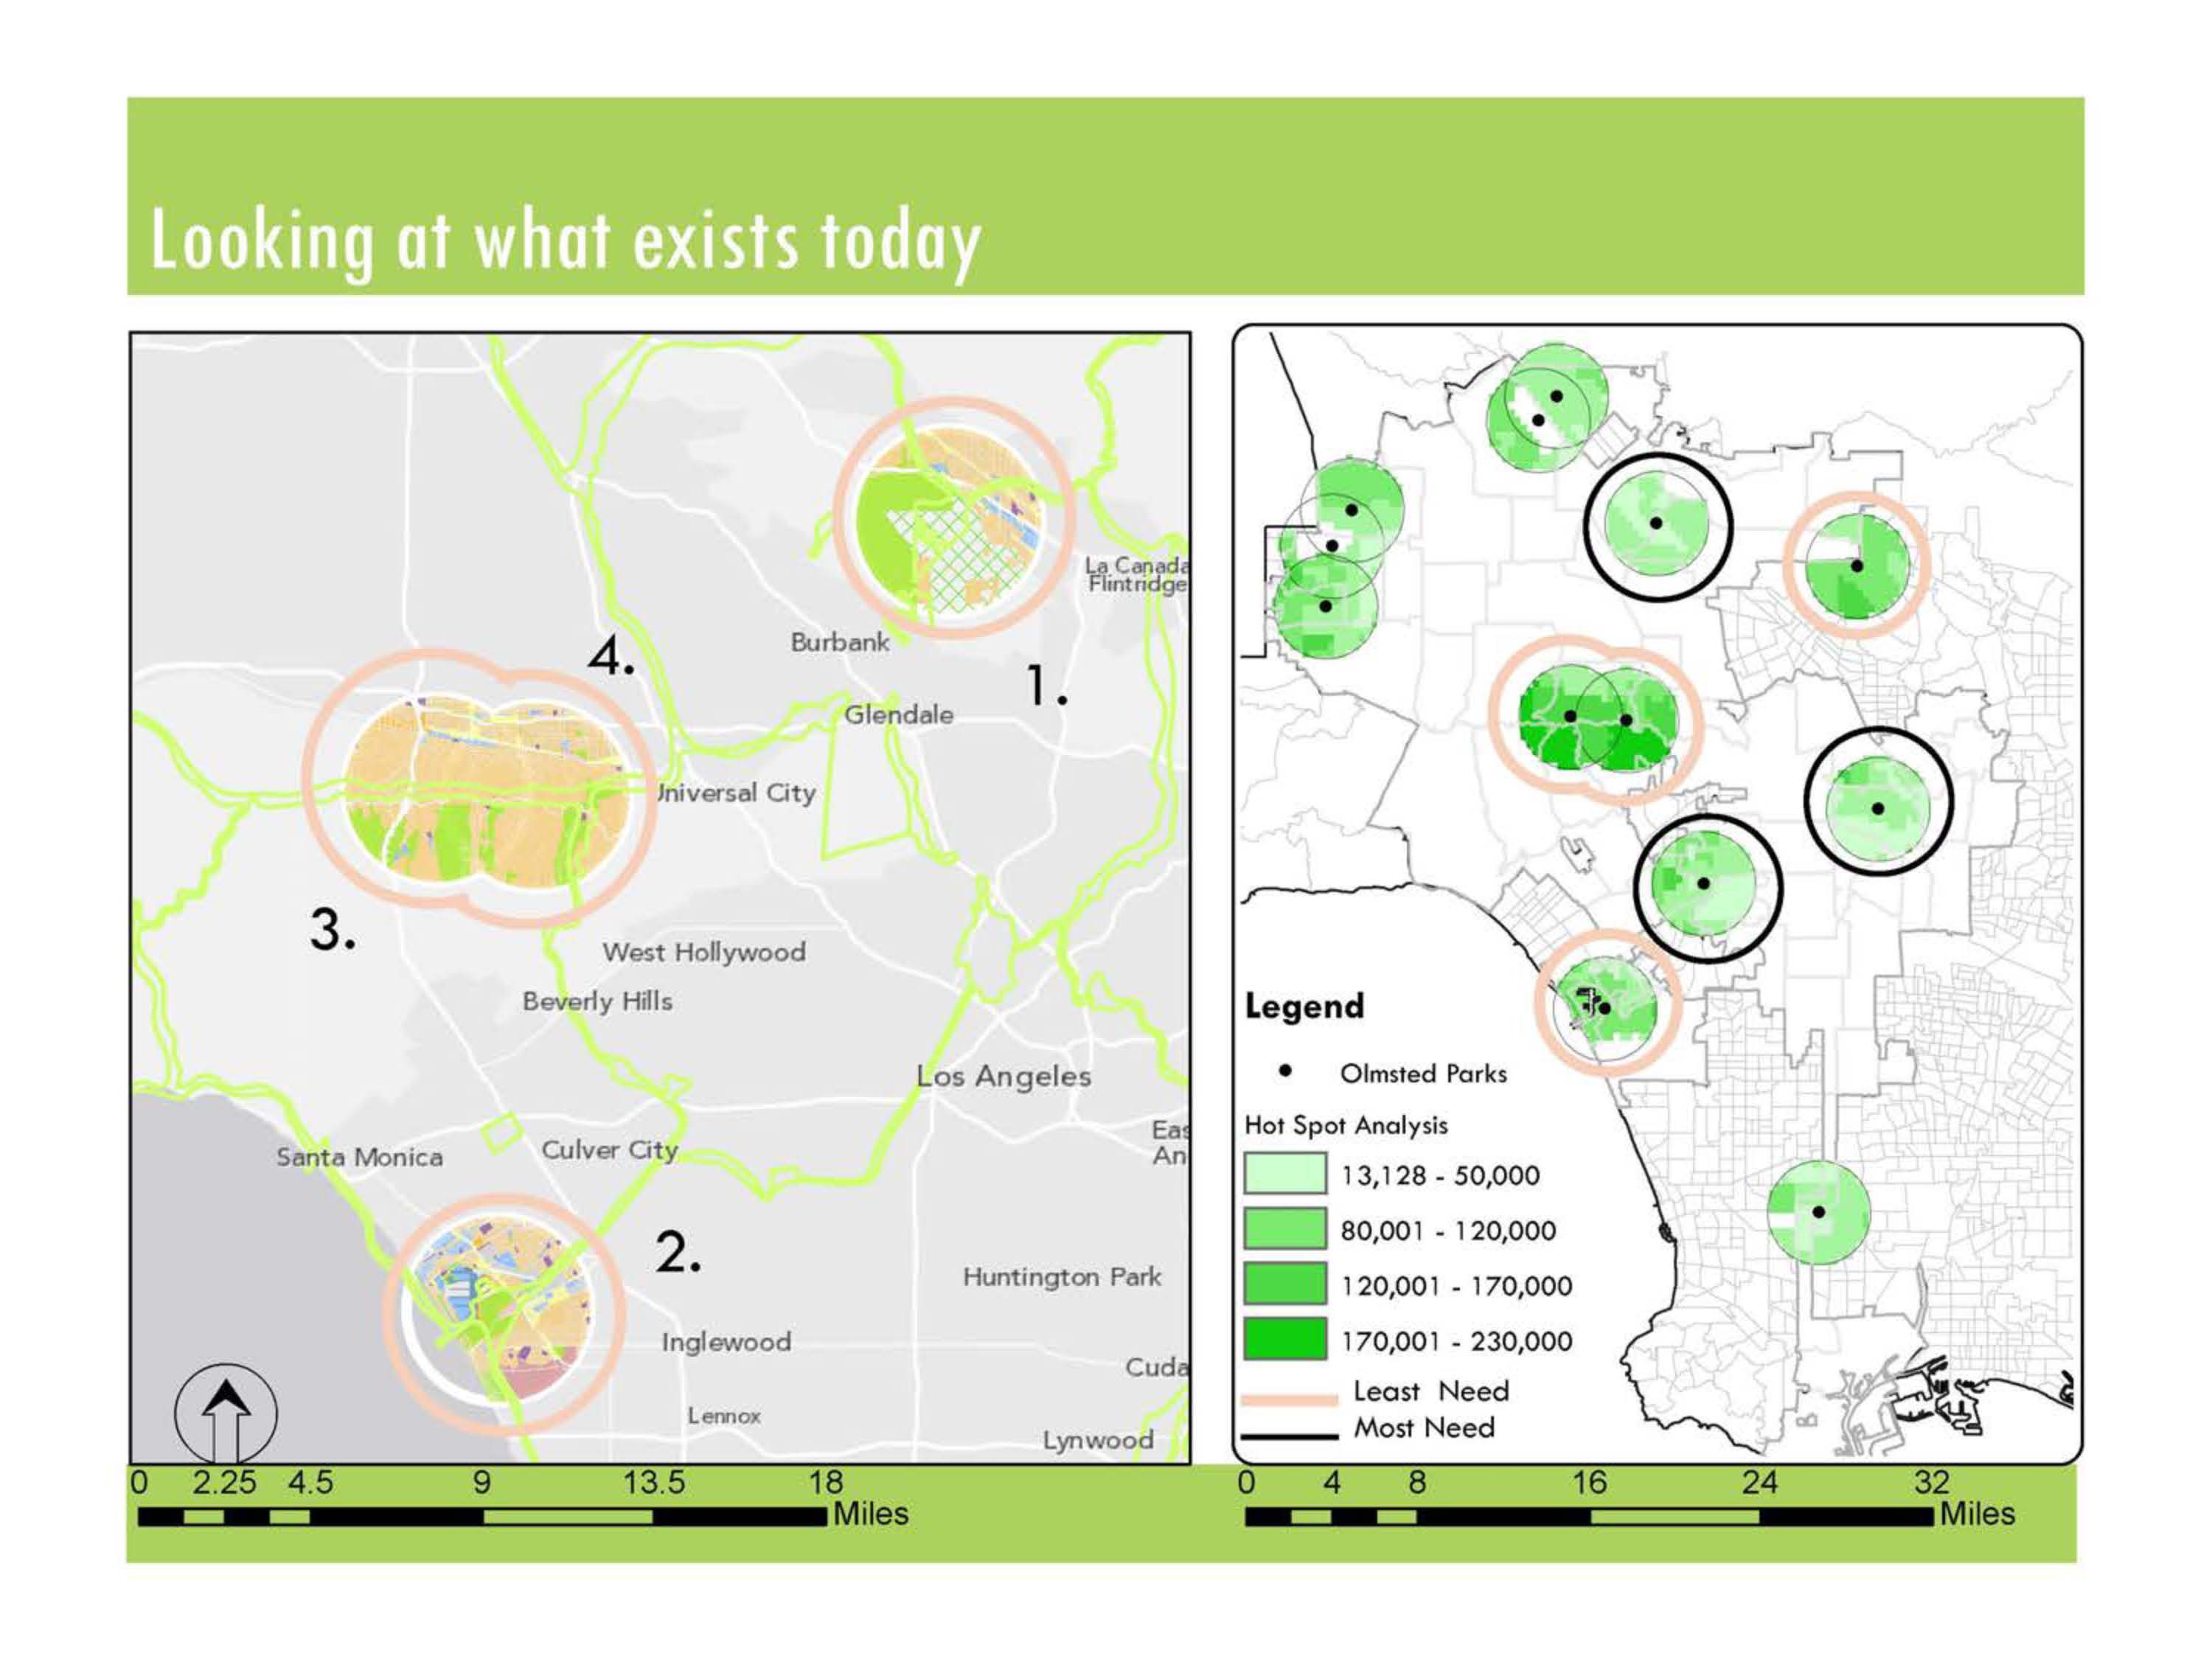 Looking at what exists today
La Canada
Flintridge
Burbank
4.
1.
Glendale
Universal City
3.
West Hollywood
Beverly Hills
Los Angeles
Santa Monica
Culver City
Eas
An
2.
Huntington Park
Inglewood
Cuda
Lennox
Lynwood
0 2.25 4.5 9 13.5 18
Miles
Legend
Olmsted Parks
Hot Spot Analysis
13,128 - 50,000
80,001 - 120,000
120,001 - 170,000
170,001 - 230,000
Least Need
Most Need
0 4 8 16 24 32
Miles